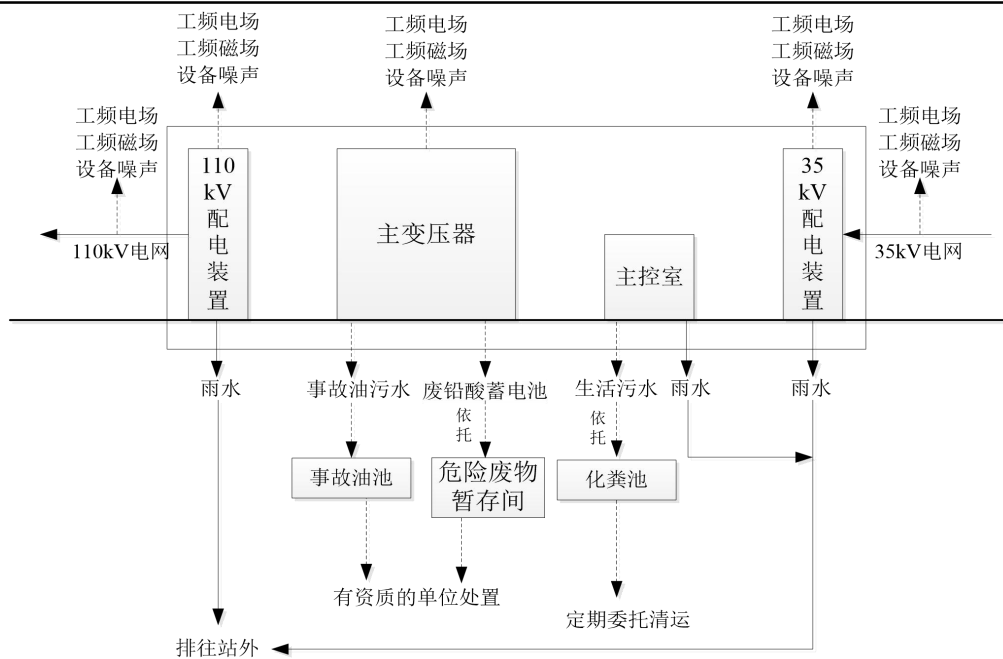 工频电场
工频磁场
设备噪声
工频电场
工频磁场
设备噪声
工频电场
工频磁场
设备噪声
工频电场
工频磁场
设备噪声
工频电场
工频磁场
设备噪声
110
kV
配
电
装
置
主变压器
主控室
35
kV
配
电
装
置
110kV电网
35kV电网
雨水
事故油污水
废铅酸蓄电池
生活污水
雨水
雨水
依
托
依
托
事故油池
危险废物
暂存间
化粪池
有资质的单位处置
定期委托清运
排往站外